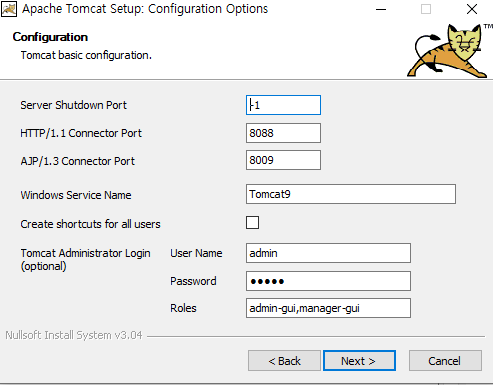 Apache Tomcat Setup: Configuration Options
Configuration
Tomcat basic configuration.
TM
Server Shutdown Port -1
HTTP/1.1 Connector Port 8088
AJP/1.3 Connector Port 8009
Windows Service Name Tomcat9
Create shortcuts for all users
Tomcat Administrator Login User Name admin
(optional)
Password ●●●●●
Roles admin-gui,manager-gui
Nullsoft Install System v3.04
< Back Next > Cancel